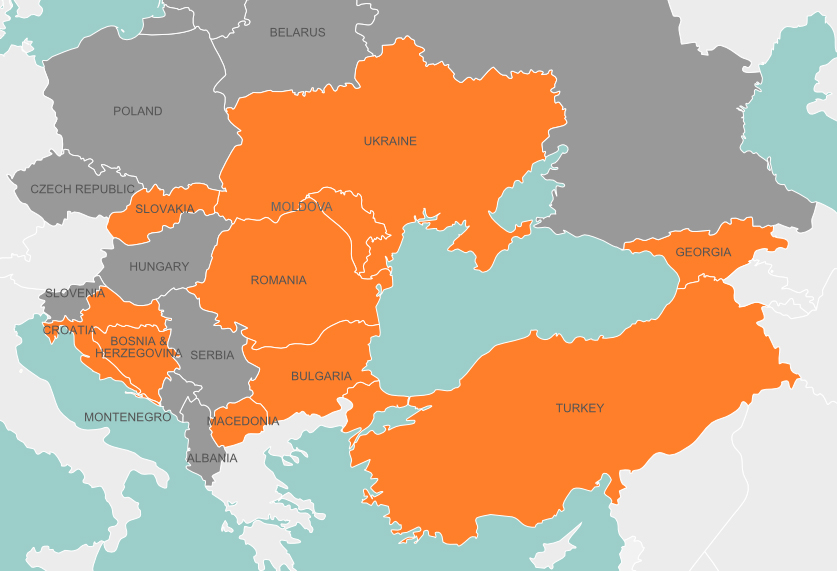 BELARUS
POLAND
UKRAINE
CZECH REPUBLIC
SLOVAKIA
MOLDOVA
GEORGIA
HUNGARY
ROMANIA
SLOVENIA
CROATIA
BOSNIA &
HERZEGOVINA
SERBIA
BULGARIA
TURKEY
MONTENEGRO
MACEDONIA
ALBANIA